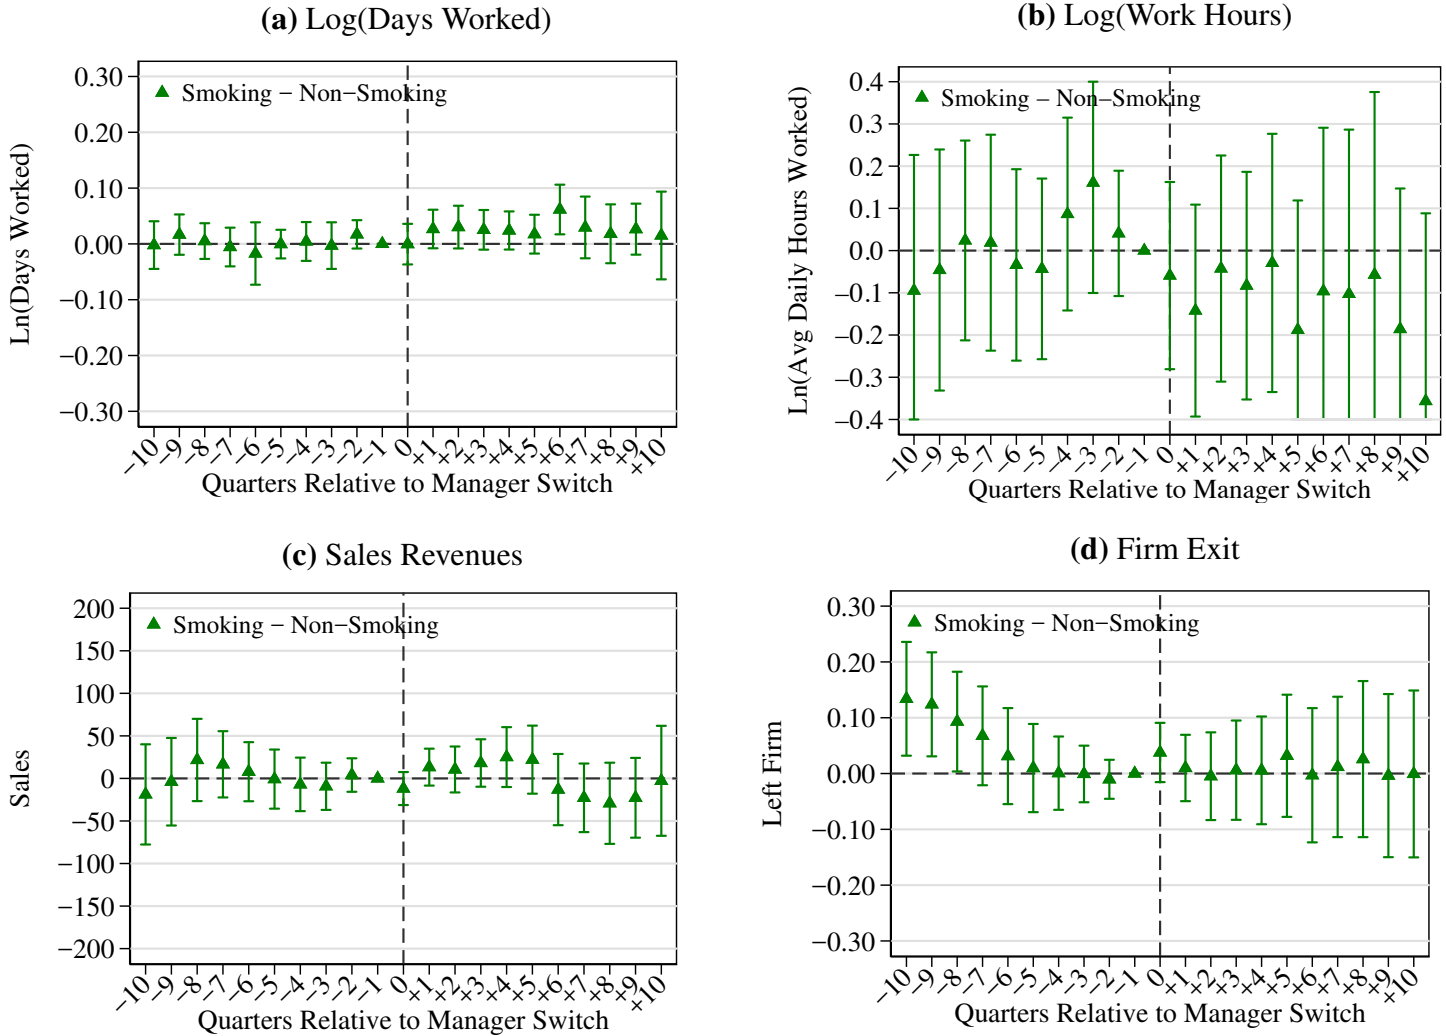 (a) Log(Days Worked)
Ln(Days Worked)
0.30
0.20
0.10
0.00
−0.10
−0.20
−0.30
Smoking − Non−Smoking
−10 −9 −8 −7 −6 −5 −4 −3 −2 −1 0 +1 +2 +3 +4 +5 +6 +7 +8 +9 +10
Quarters Relative to Manager Switch
(b) Log(Work Hours)
Ln(Avg Daily Hours Worked)
0.4
0.3
0.2
0.1
0.0
−0.1
−0.2
−0.3
−0.4
Smoking − Non−Smoking
−10 −9 −8 −7 −6 −5 −4 −3 −2 −1 0 +1 +2 +3 +4 +5 +6 +7 +8 +9 +10
Quarters Relative to Manager Switch
(c) Sales Revenues
Sales
200
150
100
50
0
−50
−100
−150
−200
Smoking − Non−Smoking
−10 −9 −8 −7 −6 −5 −4 −3 −2 −1 0 +1 +2 +3 +4 +5 +6 +7 +8 +9 +10
Quarters Relative to Manager Switch
(d) Firm Exit
Left Firm
0.30
0.20
0.10
0.00
−0.10
−0.20
−0.30
Smoking − Non−Smoking
−10 −9 −8 −7 −6 −5 −4 −3 −2 −1 0 +1 +2 +3 +4 +5 +6 +7 +8 +9 +10
Quarters Relative to Manager Switch